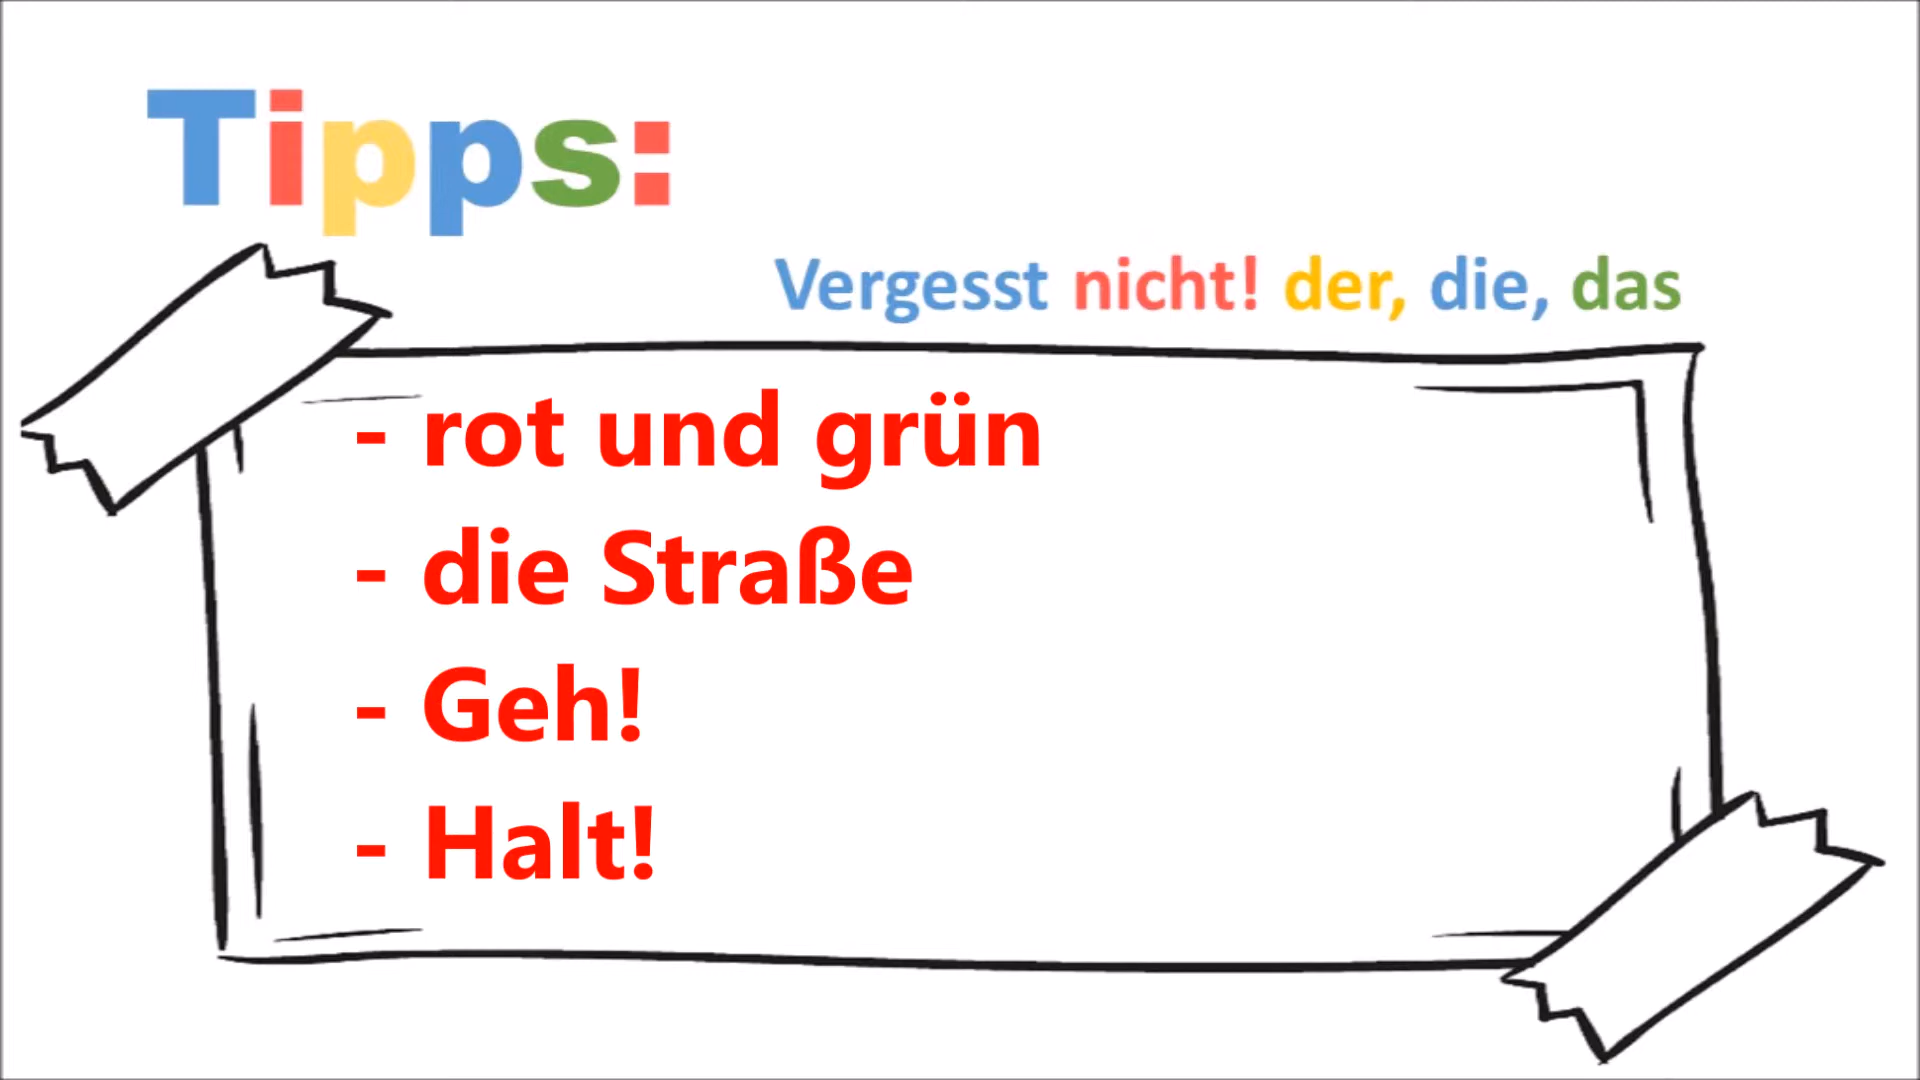 Tipps:
Vergesst nicht! der, die, das
- rot und grün
- die Straße
- Geh!
- Halt!